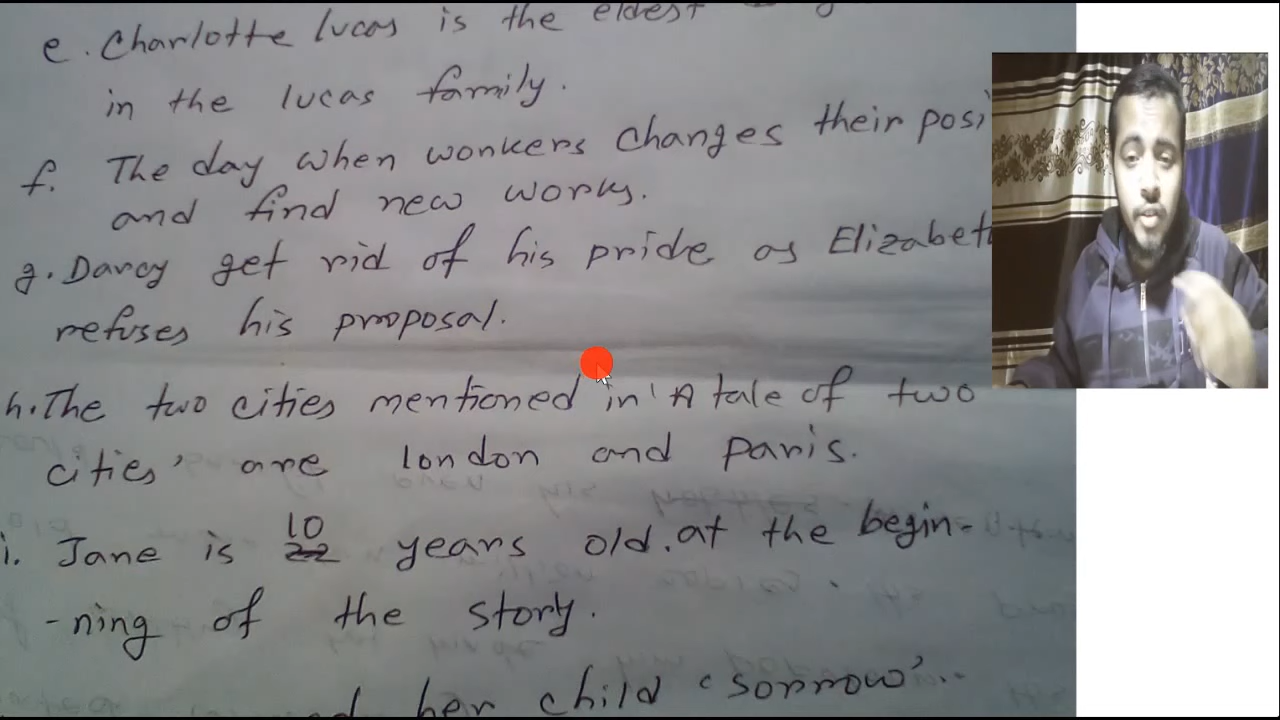 e. Charlotte lucas is the eldest
in the lucas family.
f. The day when wonkers changes their posi
and find new works.
g. Darcy get rid of his pride as Elizabet
refuses his proposal.
h. The two cities mentioned in 'A tale of two
cities' are london and paris.
i. Jane is 10 22 years old. at the begin-
-ning of the story.
her child 'sorrow'..